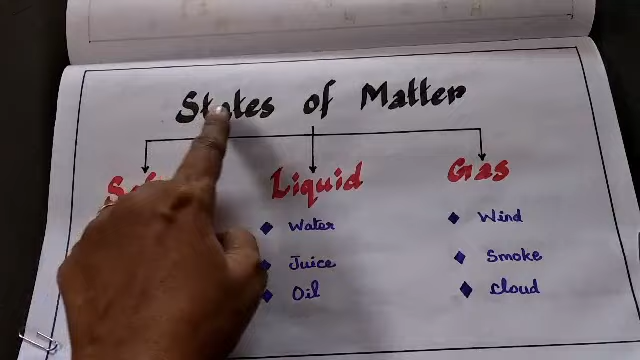 States of Matter
Liquid
Gas
Water
Wind
Juice
Smoke
Oil
cloud